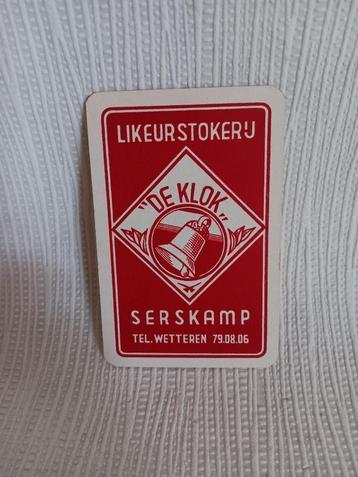 LIKEURSTOKERIJ
"DE KLOK„
SERSKAMP
TEL. WETTEREN 79.08.06